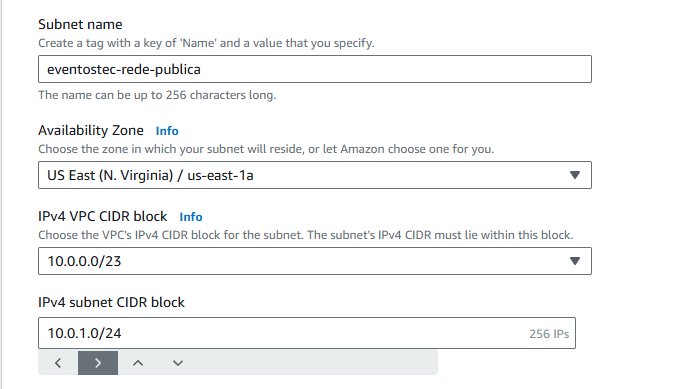 Subnet name
Create a tag with a key of 'Name' and a value that you specify.
eventostec-rede-publica
The name can be up to 256 characters long.
Availability Zone Info
Choose the zone in which your subnet will reside, or let Amazon choose one for you.
US East (N. Virginia) / us-east-1a
IPv4 VPC CIDR block Info
Choose the VPC's IPv4 CIDR block for the subnet. The subnet's IPv4 CIDR must lie within this block.
10.0.0.0/23
IPv4 subnet CIDR block
10.0.1.0/24 256 IPs